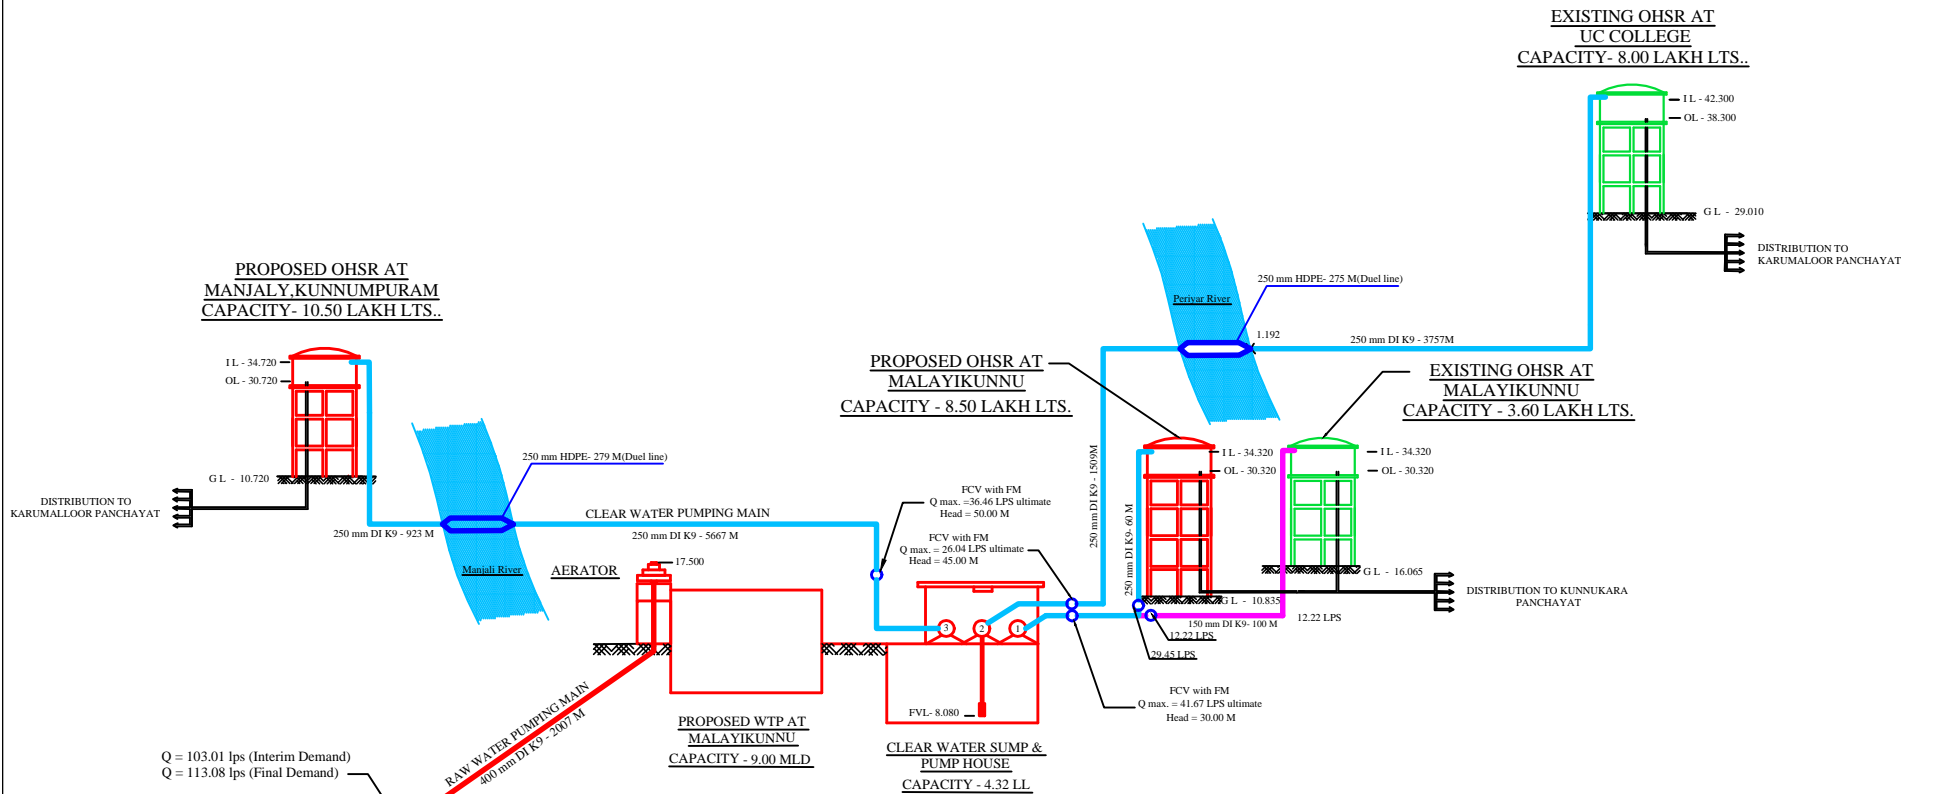 EXISTING OHSR AT
UC COLLEGE
CAPACITY- 8.00 LAKH LTS..
I L - 42.300
OL - 38.300
G L - 29.010
DISTRIBUTION TO
KARUMALOOR PANCHAYAT
PROPOSED OHSR AT
MANJALY,KUNNUMPURAM
CAPACITY- 10.50 LAKH LTS..
I L - 34.720
OL - 30.720
G L - 10.720
DISTRIBUTION TO
KARUMALLOOR PANCHAYAT
250 mm HDPE- 275 M(Duel line)
Periyar River
1.192
250 mm DI K9 - 3757M
PROPOSED OHSR AT
MALAYIKUNNU
CAPACITY - 8.50 LAKH LTS.
EXISTING OHSR AT
MALAYIKUNNU
CAPACITY - 3.60 LAKH LTS.
250 mm HDPE- 279 M(Duel line)
250 mm DI K9 - 923 M
Manjali River
CLEAR WATER PUMPING MAIN
250 mm DI K9 - 5667 M
FCV with FM
Q max. =36.46 LPS ultimate
Head = 50.00 M
FCV with FM
Q max. = 26.04 LPS ultimate
Head = 45.00 M
250 mm DI K9 - 1509M
250 mm DI K9- 60 M
I L - 34.320
OL - 30.320
G L - 10.835
I L - 34.320
OL - 30.320
G L - 16.065
DISTRIBUTION TO KUNNUKARA
PANCHAYAT
150 mm DI K9- 100 M
12.22 LPS
12.22 LPS
29.45 LPS
FCV with FM
Q max. = 41.67 LPS ultimate
Head = 30.00 M
AERATOR
17.500
3
2
1
FVL- 8.080
PROPOSED WTP AT
MALAYIKUNNU
CAPACITY - 9.00 MLD
CLEAR WATER SUMP &
PUMP HOUSE
CAPACITY - 4.32 LL
RAW WATER PUMPING MAIN
400 mm DI K9 - 2007 M
Q = 103.01 lps (Interim Demand)
Q = 113.08 lps (Final Demand)